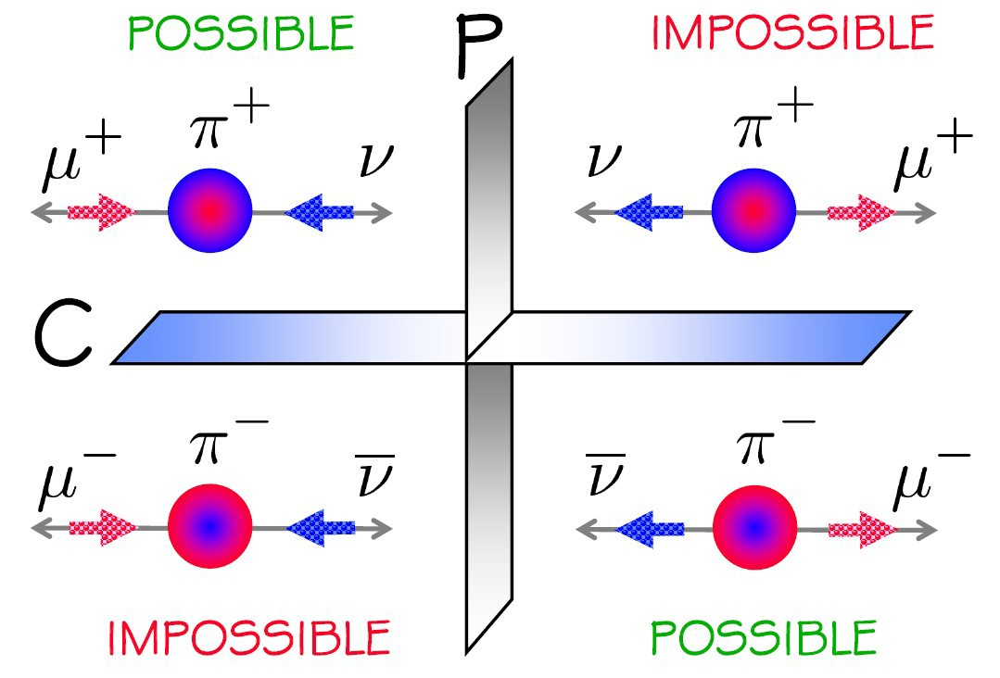 POSSIBLE P IMPOSSIBLE
μ⁺ π⁺ ν ν π⁺ μ⁺
C
μ⁻ π⁻ ν̅ ν̅ π⁻ μ⁻
IMPOSSIBLE POSSIBLE